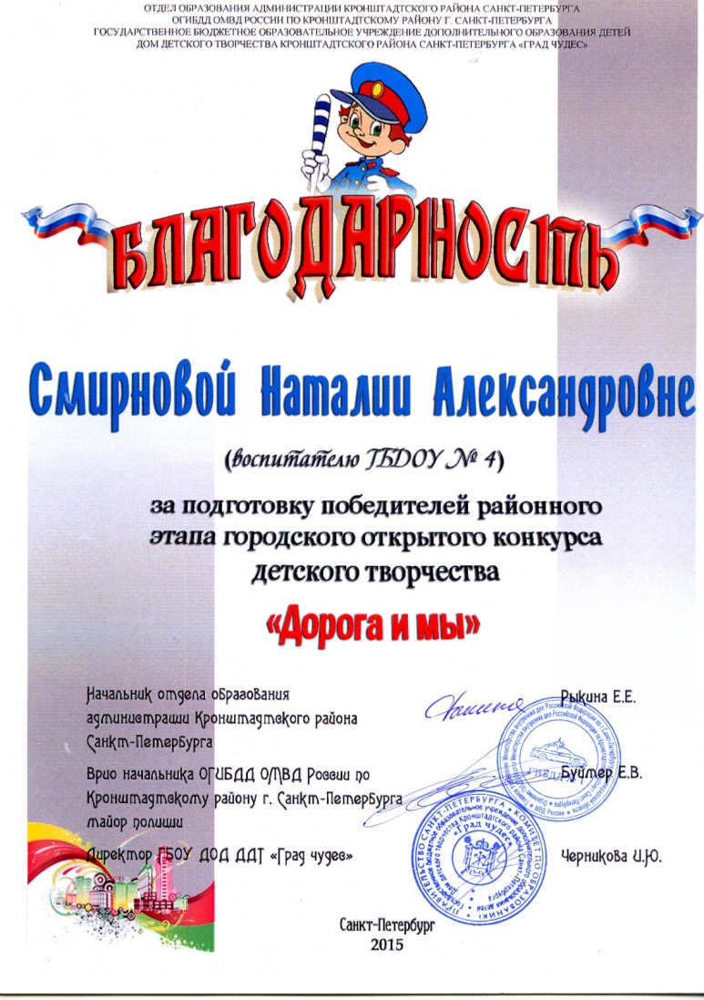 ОТДЕЛ ОБРАЗОВАНИЯ АДМИНИСТРАЦИИ КРОНШТАДТСКОГО РАЙОНА САНКТ-ПЕТЕРБУРГА
ОГИБДД ОМВД РОССИИ ПО КРОНШТАДТСКОМУ РАЙОНУ Г. САНКТ-ПЕТЕРБУРГА
ГОСУДАРСТВЕННОЕ БЮДЖЕТНОЕ ОБРАЗОВАТЕЛЬНОЕ УЧРЕЖДЕНИЕ ДОПОЛНИТЕЛЬНОГО ОБРАЗОВАНИЯ ДЕТЕЙ
ДОМ ДЕТСКОГО ТВОРЧЕСТВА КРОНШТАДТСКОГО РАЙОНА САНКТ-ПЕТЕРБУРГА «ГРАД ЧУДЕС»
БЛАГОДАРНОСТЬ
Смирновой Наталии Александровне
(воспитателю ГБДОУ № 4)
за подготовку победителей районного
этапа городского открытого конкурса
детского творчества
«Дорога и мы»
Начальник отдела образования
администрации Кронштадтского района
Санкт-Петербурга
Рыкина Е.Е.
Врио начальника ОГИБДД ОМВД России по
Кронштадтскому району г. Санкт-Петербурга
майор полиции
Буймер Е.В.
Директор ГБОУ ДОД ДДТ «Град чудес»
Черникова И.Ю.
«Град чудес»
Санкт-Петербург
2015